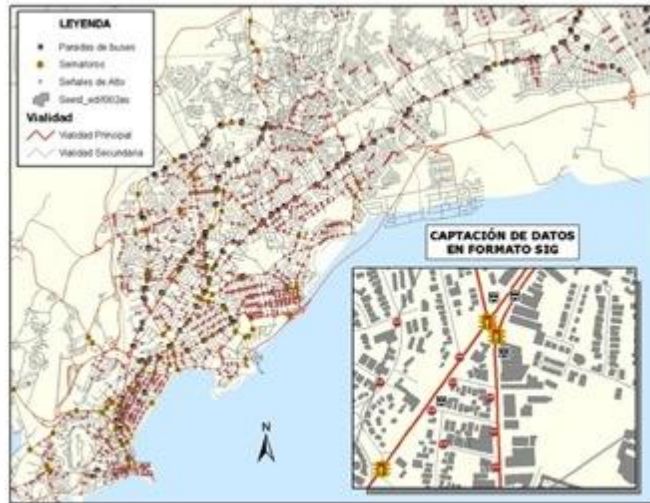 LEYENDA
Paradas de buses
Semaforos
Señales de Alto
Vialidad
Vialidad Principal
Vialidad Secundaria
CAPTACIÓN DE DATOS
EN FORMATO SIG
N